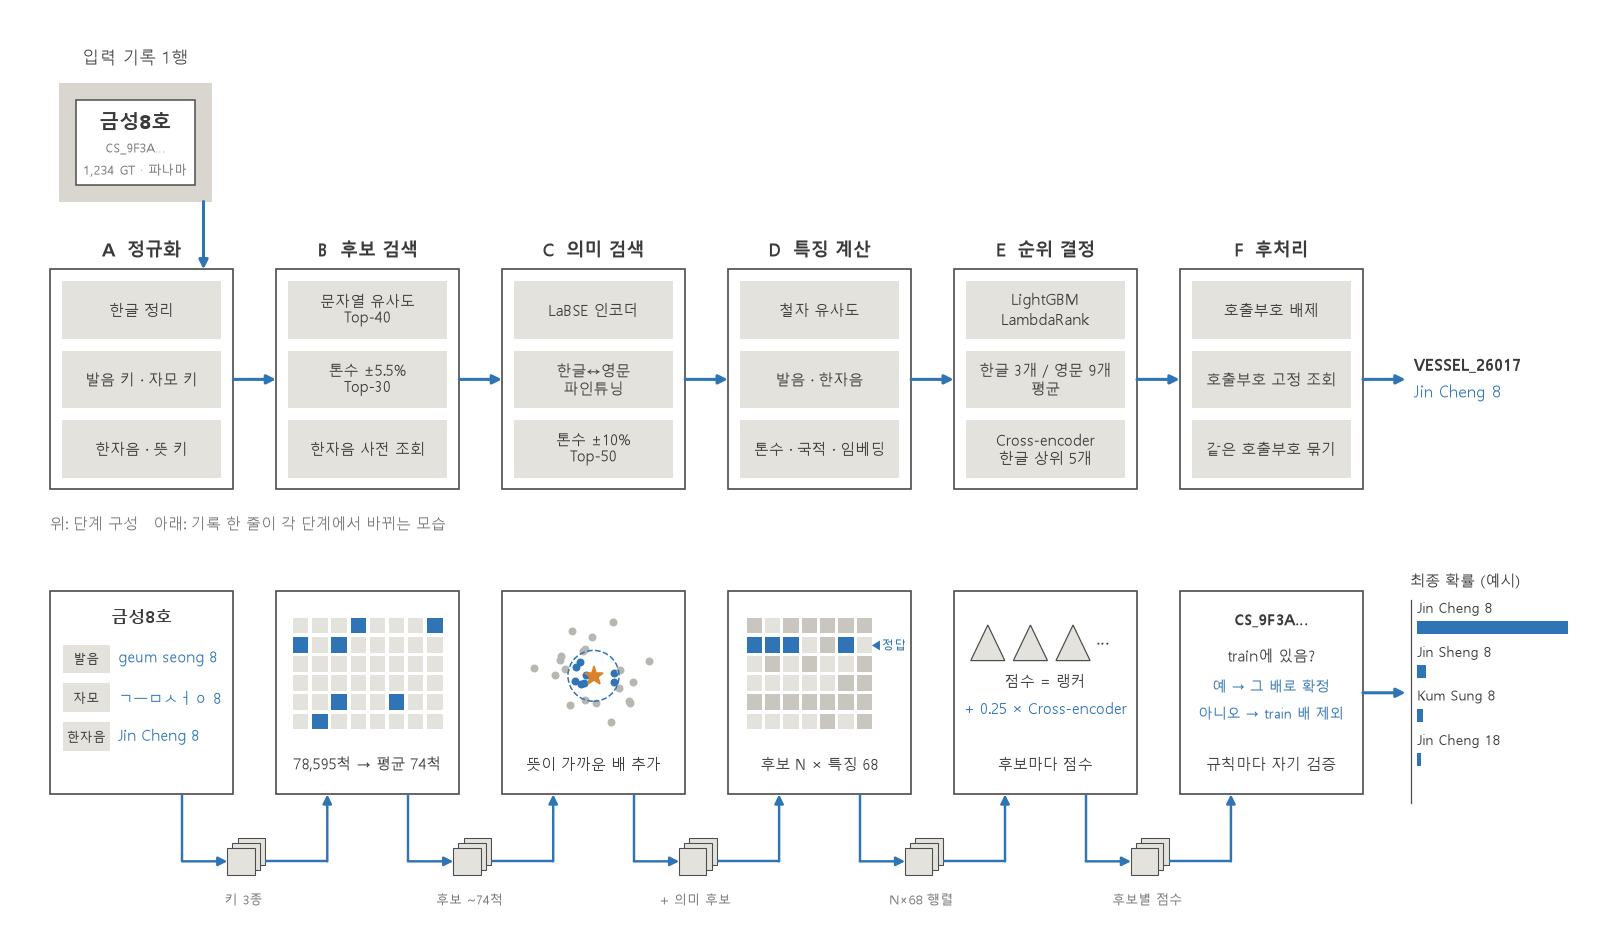 입력 기록 1행
금성8호
CS_9F3A...
1,234 GT · 파나마
A 정규화
한글 정리
발음 키 · 자모 키
한자음 · 뜻 키
B 후보 검색
문자열 유사도
Top-40
톤수 ±5.5%
Top-30
한자음 사전 조회
C 의미 검색
LaBSE 인코더
한글↔영문
파인튜닝
톤수 ±10%
Top-50
D 특징 계산
철자 유사도
발음 · 한자음
톤수 · 국적 · 임베딩
E 순위 결정
LightGBM
LambdaRank
한글 3개 / 영문 9개
평균
Cross-encoder
한글 상위 5개
F 후처리
호출부호 배제
호출부호 고정 조회
같은 호출부호 묶기
VESSEL_26017
Jin Cheng 8
위: 단계 구성 아래: 기록 한 줄이 각 단계에서 바뀌는 모습
금성8호
발음 geum seong 8
자모 ㄱㅡㅁㅅㅓㅇ 8
한자음 Jin Cheng 8
78,595척 → 평균 74척
뜻이 가까운 배 추가
◀정답
후보 N × 특징 68
...
점수 = 랭커
+ 0.25 × Cross-encoder
후보마다 점수
CS_9F3A...
train에 있음?
예 → 그 배로 확정
아니오 → train 배 제외
규칙마다 자기 검증
최종 확률 (예시)
Jin Cheng 8
Jin Sheng 8
Kum Sung 8
Jin Cheng 18
키 3종
후보 ~74척
+ 의미 후보
N×68 행렬
후보별 점수